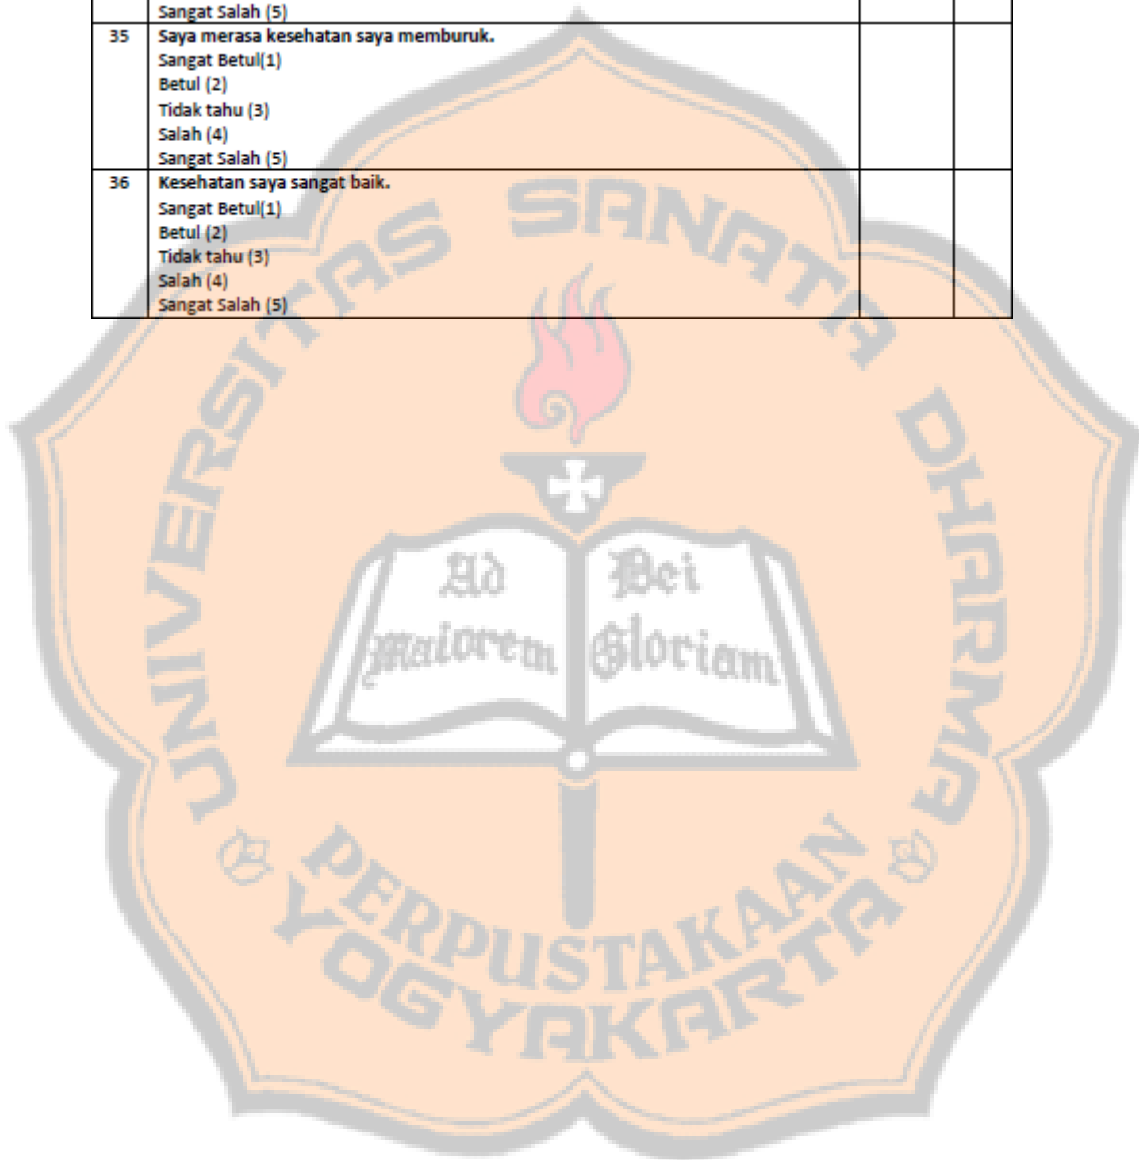 Sangat Salah (5)
35 Saya merasa kesehatan saya memburuk.
Sangat Betul(1)
Betul (2)
Tidak tahu (3)
Salah (4)
Sangat Salah (5)
36 Kesehatan saya sangat baik.
Sangat Betul(1)
Betul (2)
Tidak tahu (3)
Salah (4)
Sangat Salah (5)
UNIVERSITAS SANATA DHARMA
Ad Dei
maiorem Gloriam
PERPUSTAKAAN
YOGYAKARTA